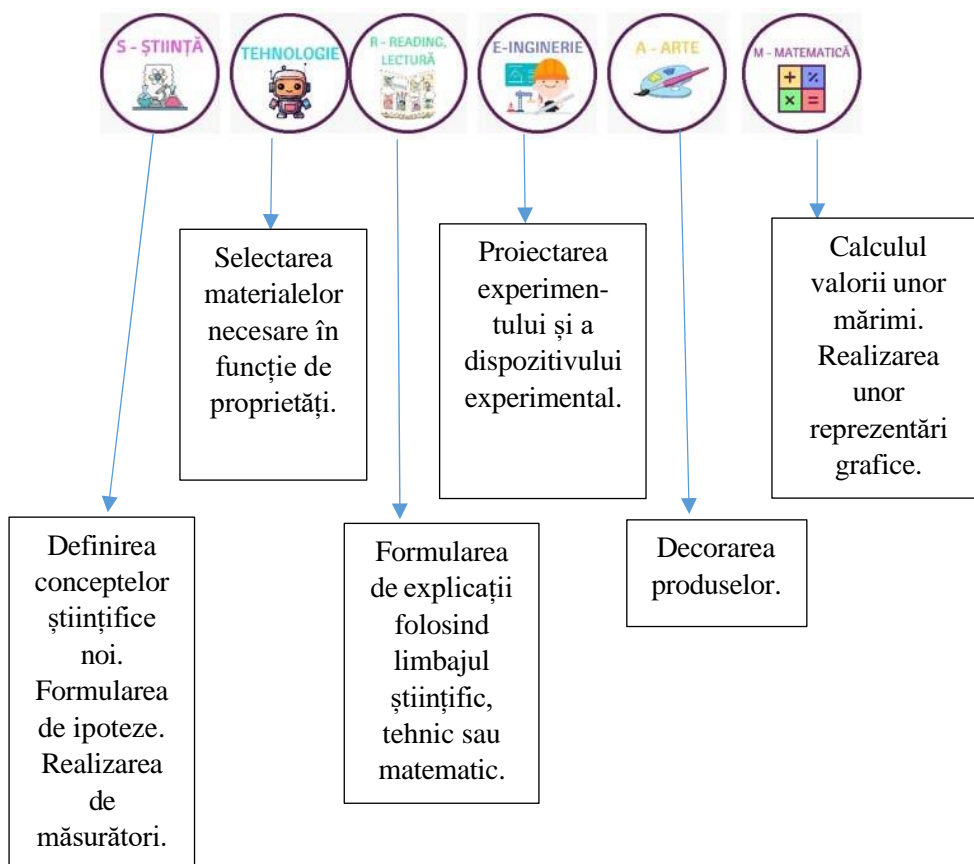 S - ȘTIINȚĂ
TEHNOLOGIE
R - READING,
LECTURĂ
E-INGINERIE
A - ARTE
M - MATEMATICĂ
+ %
× =
Selectarea
materialelor
necesare în
funcție de
proprietăți.
Proiectarea
experimen-
tului și a
dispozitivului
experimental.
Calculul
valorii unor
mărimi.
Realizarea
unor
reprezentări
grafice.
Definirea
conceptelor
științifice
noi.
Formularea
de ipoteze.
Realizarea
de
măsurători.
Formularea
de explicații
folosind
limbajul
științific,
tehnic sau
matematic.
Decorarea
produselor.